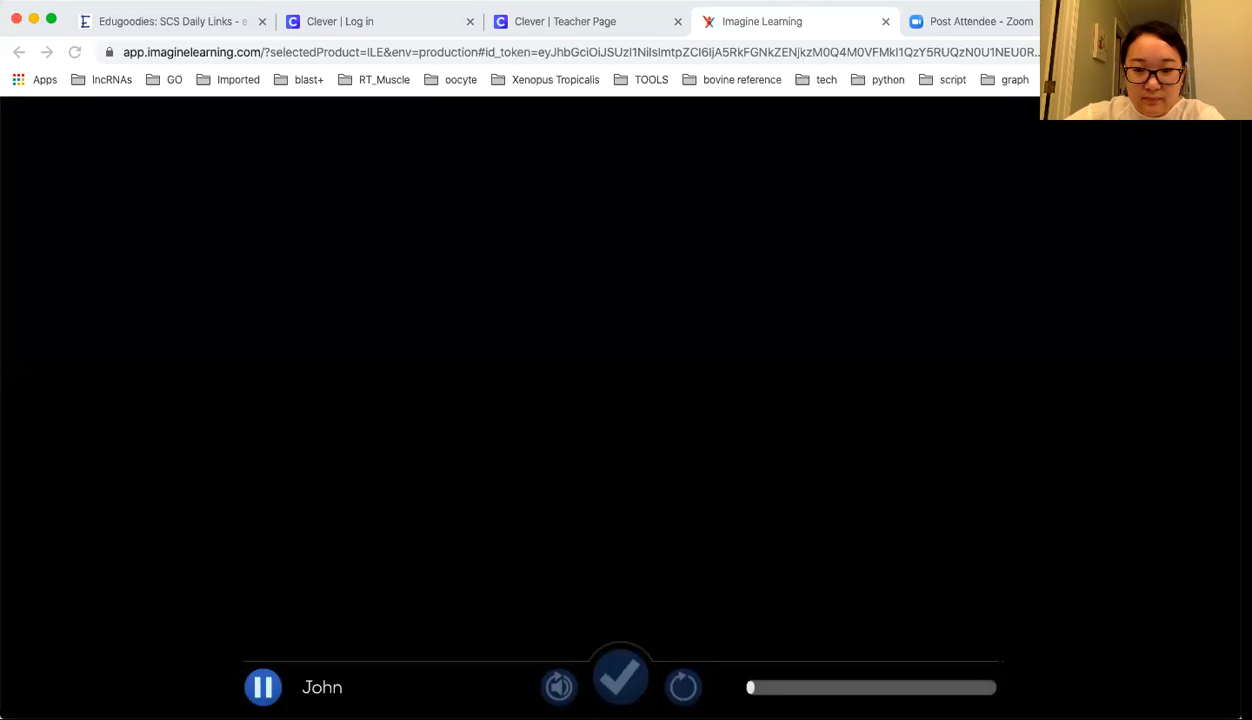 Edugoodies: SCS Daily Links - e
Clever | Log in
Clever | Teacher Page
Imagine Learning
Post Attendee - Zoom
app.imaginelearning.com/?selectedProduct=ILE&env=production#id_token=
Apps
lncRNAs
GO
Imported
blast+
RT_Muscle
oocyte
Xenopus Tropicalis
TOOLS
bovine reference
tech
python
script
graph
John